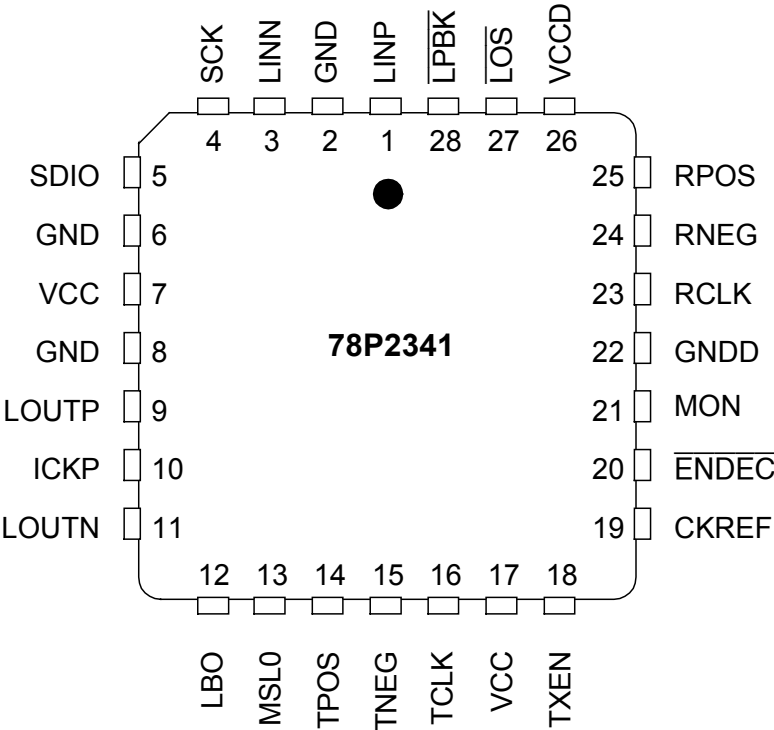 SCK LINN GND LINP LPBK LOS VCCD
4 3 2 1 28 27 26
SDIO 5 25 RPOS
GND 6 24 RNEG
VCC 7 23 RCLK
78P2341
GND 8 22 GNDD
LOUTP 9 21 MON
ICKP 10 20 ENDEC
LOUTN 11 19 CKREF
12 13 14 15 16 17 18
LBO MSL0 TPOS TNEG TCLK VCC TXEN